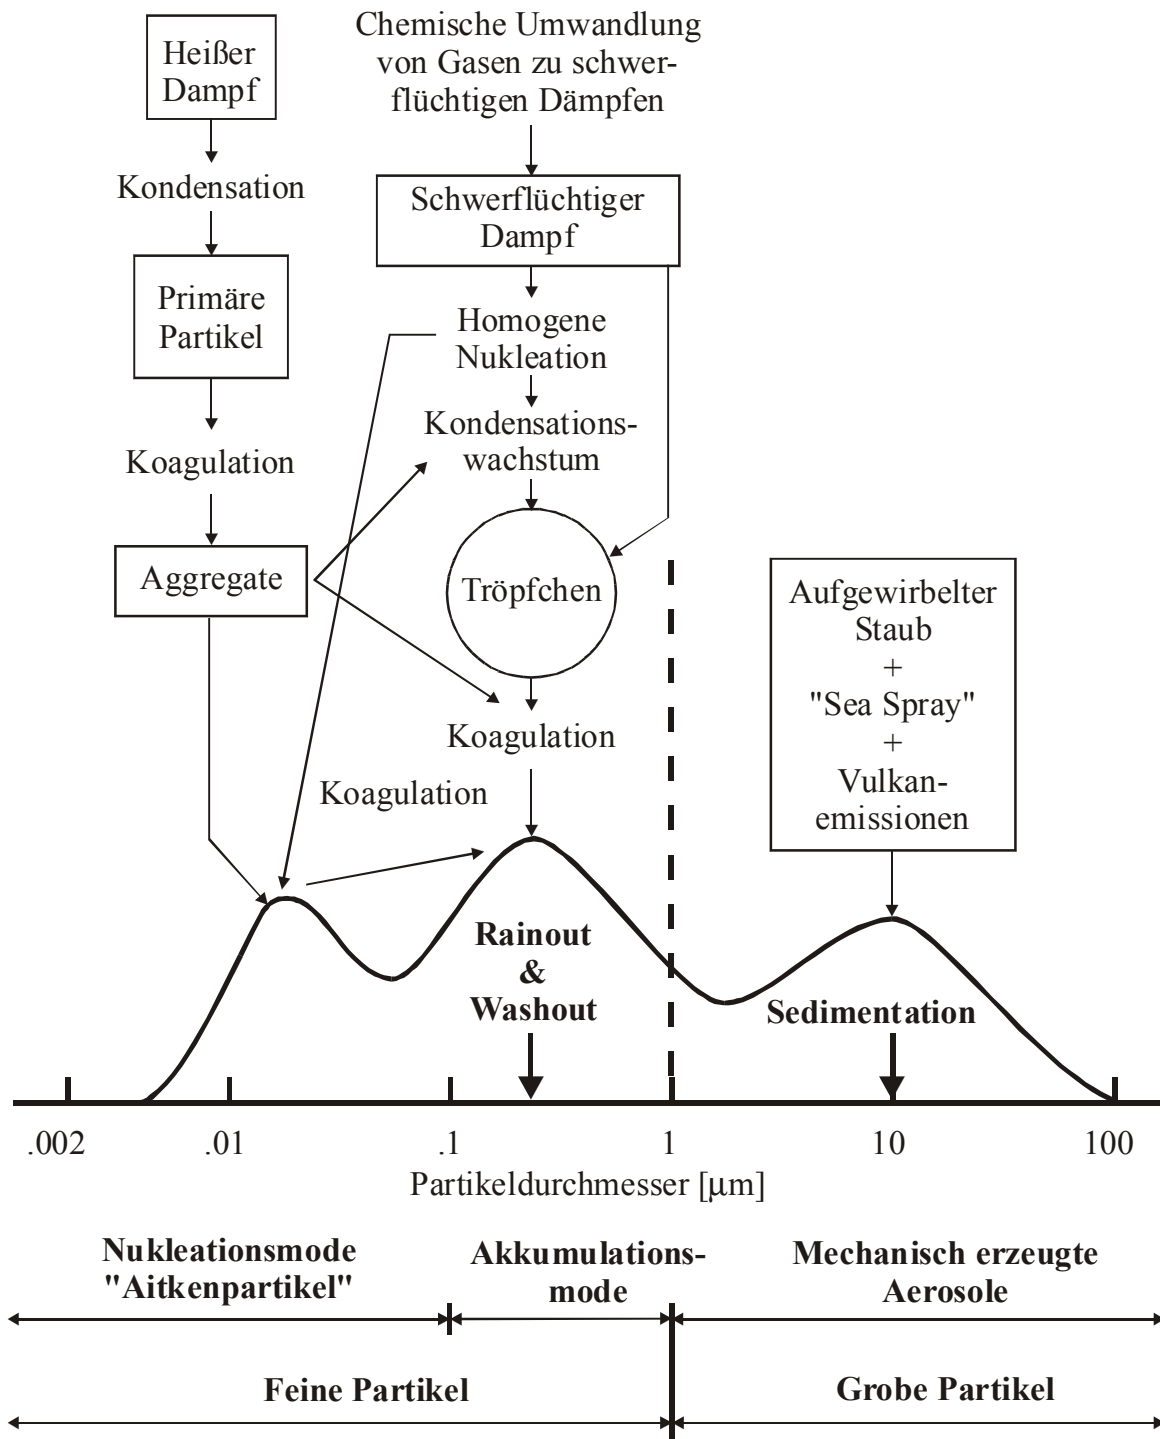 Heißer
Dampf
Kondensation
Primäre
Partikel
Koagulation
Aggregate
Chemische Umwandlung
von Gasen zu schwer-
flüchtigen Dämpfen
Schwerflüchtiger
Dampf
Homogene
Nukleation
Kondensations-
wachstum
Tröpfchen
Koagulation
Koagulation
Aufgewirbelter
Staub
+
"Sea Spray"
+
Vulkan-
emissionen
Rainout
&
Washout
Sedimentation
.002 .01 .1 1 10 100
Partikeldurchmesser [µm]
Nukleationsmode
"Aitkenpartikel"
Akkumulations-
mode
Mechanisch erzeugte
Aerosole
Feine Partikel
Grobe Partikel